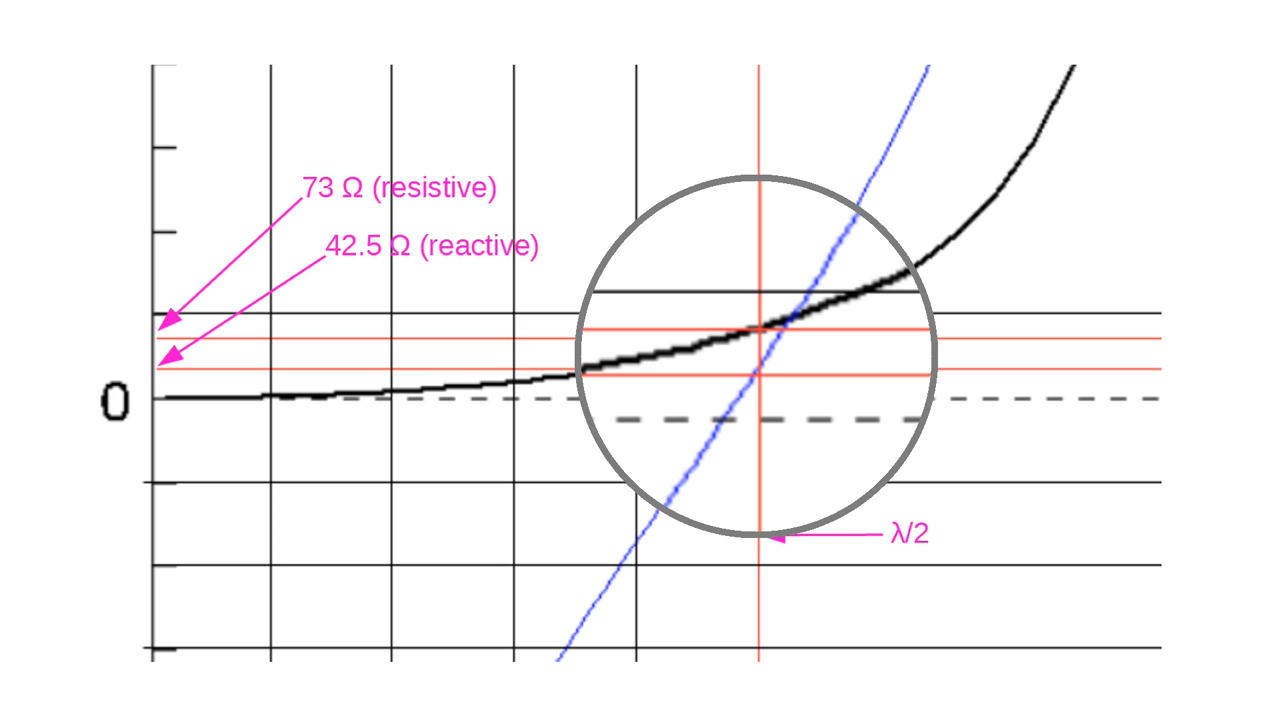 73 Ω (resistive)
42.5 Ω (reactive)
0
λ/2